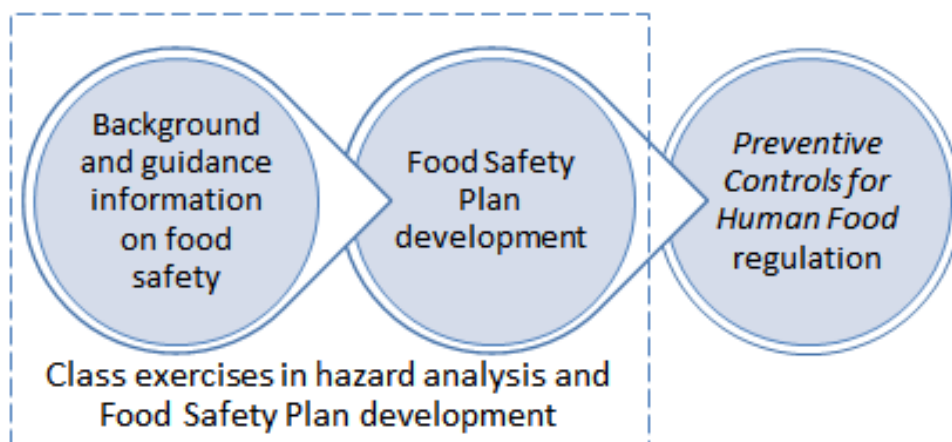 Background
and guidance
information
on food
safety
Food Safety
Plan
development
Preventive
Controls for
Human Food
regulation
Class exercises in hazard analysis and
Food Safety Plan development